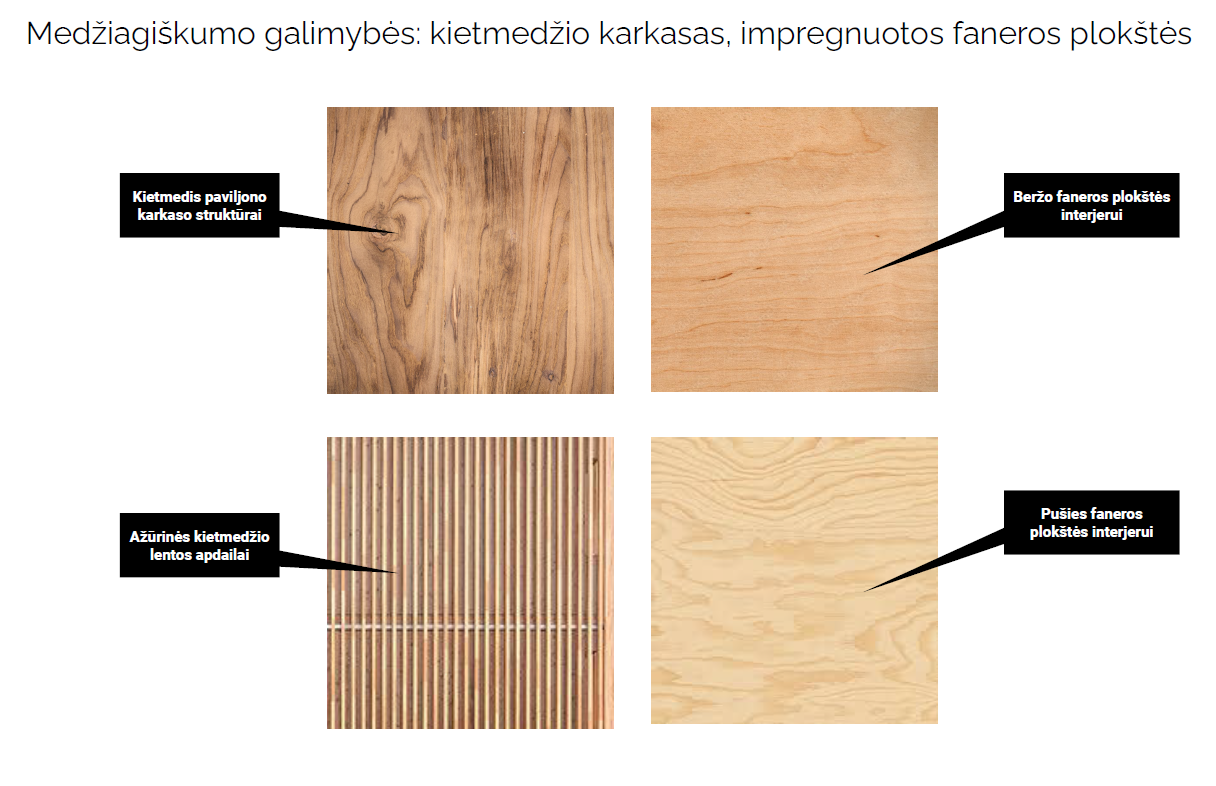 Medžiagiškumo galimybės: kietmedžio karkasas, impregnuotos faneros plokštės
Kietmedis paviljono
karkaso struktūrai
Beržo faneros plokštės
interjerui
Ažūrinės kietmedžio
lentos apdailai
Pušies faneros
plokštės interjerui